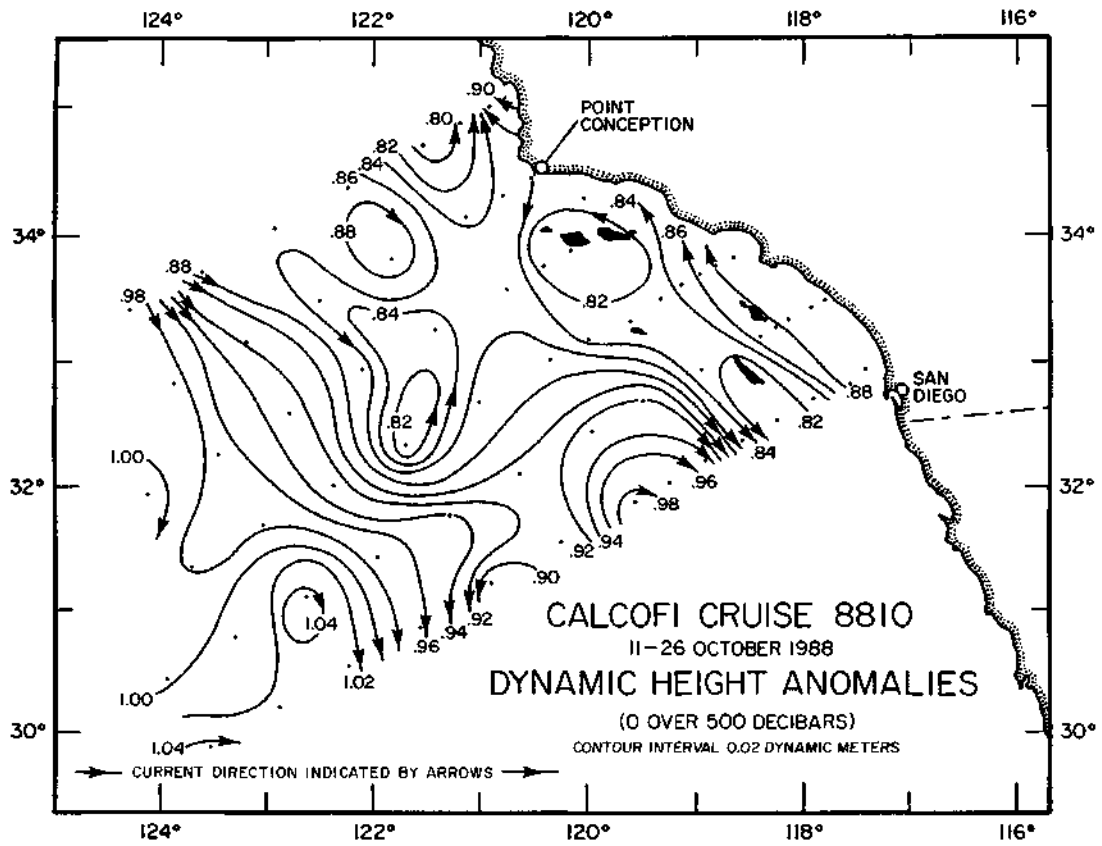 124° 122° 120° 118° 116°
.90
POINT
CONCEPTION
.80
.82
.84
.86
.84
34° .88 .86 34°
.88
.98
.82
.84
SAN
DIEGO
.88
.82
.82
.84
1.00
32° .96 32°
.98
.92 .94
.90
1.04
.92
.94
.96
1.02
CALCOFI CRUISE 8810
11-26 OCTOBER 1988
DYNAMIC HEIGHT ANOMALIES
(0 OVER 500 DECIBARS)
CONTOUR INTERVAL 0.02 DYNAMIC METERS
1.00
30° 30°
1.04
CURRENT DIRECTION INDICATED BY ARROWS
124° 122° 120° 118° 116°